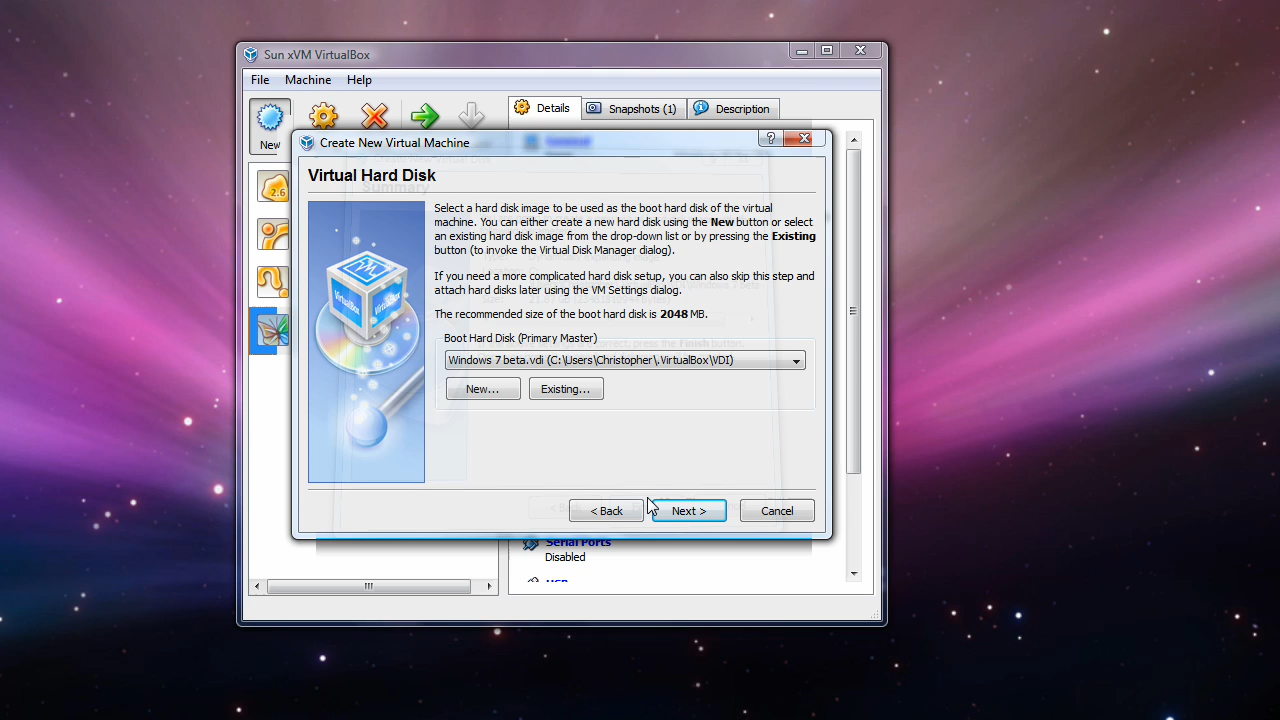 Sun xVM VirtualBox
File Machine Help
New
Details
Snapshots (1)
Description
Create New Virtual Machine
Virtual Hard Disk
Summary
Select a hard disk image to be used as the boot hard disk of the virtual
machine. You can either create a new hard disk using the New button or select
an existing hard disk image from the drop-down list or by pressing the Existing
button (to invoke the Virtual Disk Manager dialog).
If you need a more complicated hard disk setup, you can also skip this step and
attach hard disks later using the VM Settings dialog.
The recommended size of the boot hard disk is 2048 MB.
Boot Hard Disk (Primary Master)
Windows 7 beta.vdi (C:\Users\Christopher\.VirtualBox\VDI)
New...
Existing...
< Back
Next >
Cancel
Serial Ports
Disabled
2.6
VirtualBox
VirtualBox